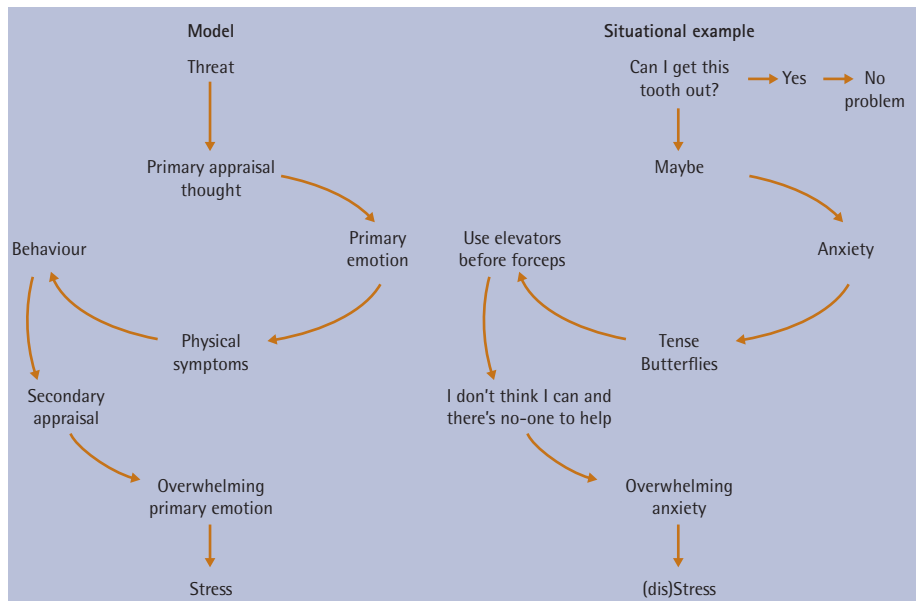 Model
Threat
Primary appraisal
thought
Primary
emotion
Behaviour
Physical
symptoms
Secondary
appraisal
Overwhelming
primary emotion
Stress
Situational example
Can I get this
tooth out?
Yes
No
problem
Maybe
Use elevators
before forceps
Anxiety
Tense
Butterflies
I don't think I can and
there's no-one to help
Overwhelming
anxiety
(dis)Stress